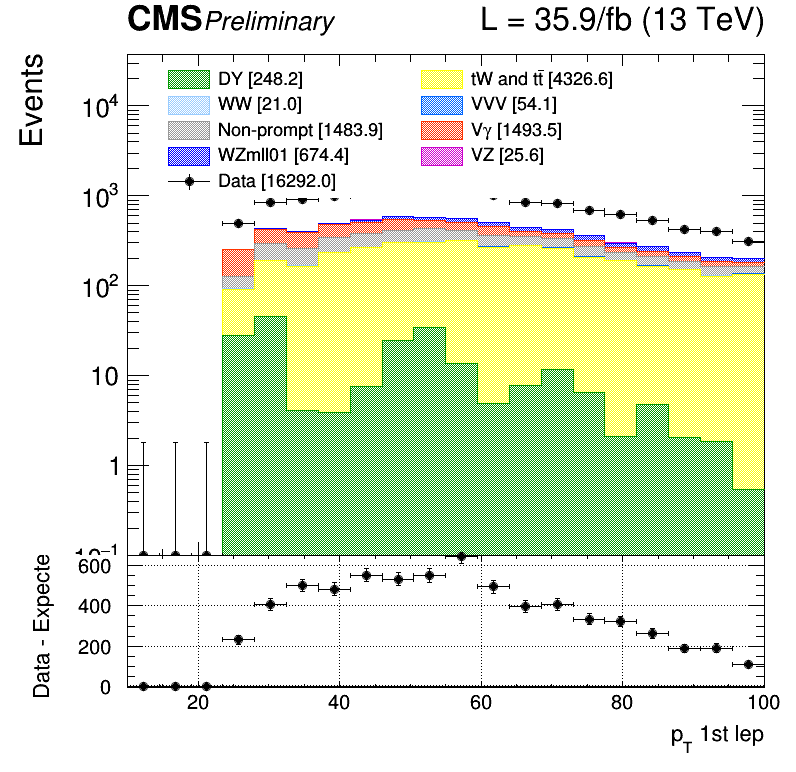 CMS Preliminary L = 35.9/fb (13 TeV)
Events
DY [248.2] tW and tt̄ [4326.6]
WW [21.0] VVV [54.1]
Non-prompt [1483.9] Vγ [1493.5]
WZmll01 [674.4] VZ [25.6]
Data [16292.0]
10⁴
10³
10²
10
1
Data - Expecte
600
400
200
0
20 40 60 80 100
p_T 1st lep